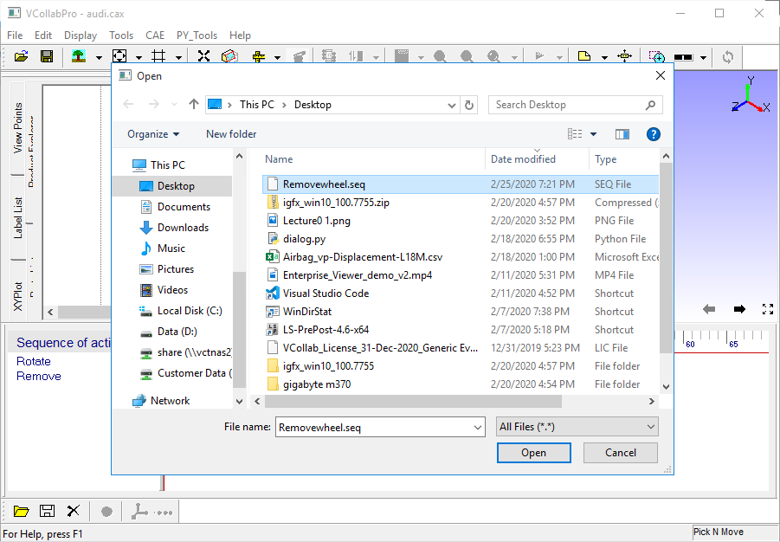 VCollabPro - audi.cax
File Edit Display Tools CAE PY_Tools Help
View Points
Product Explorer
Label List
XYPlot
Open
This PC > Desktop
Search Desktop
Organize
New folder
Name Date modified Type
This PC
Desktop
Documents
Downloads
Music
Pictures
Videos
Local Disk (C:)
Data (D:)
share (\\vctnas2)
Customer Data (
Network
Removewheel.seq 2/25/2020 7:21 PM SEQ File
igfx_win10_100.7755.zip 2/20/2020 4:57 PM Compressed (
Lecture0 1.png 2/20/2020 3:52 PM PNG File
dialog.py 2/18/2020 6:55 PM Python File
Airbag_vp-Displacement-L18M.csv 2/18/2020 1:00 PM Microsoft Exce
Enterprise_Viewer_demo_v2.mp4 2/11/2020 5:31 PM MP4 File
Visual Studio Code 2/11/2020 4:52 PM Shortcut
WinDirStat 2/7/2020 7:38 PM Shortcut
LS-PrePost-4.6-x64 2/7/2020 5:18 PM Shortcut
VCollab_License_31-Dec-2020_Generic Ev... 12/31/2019 5:23 PM LIC File
igfx_win10_100.7755 2/20/2020 4:57 PM File folder
gigabyte m370 2/20/2020 4:54 PM File folder
File name: Removewheel.seq
All Files (*.*)
Open
Cancel
Y
Z
X
Sequence of acti
Rotate
Remove
60 65
For Help, press F1
Pick N Move